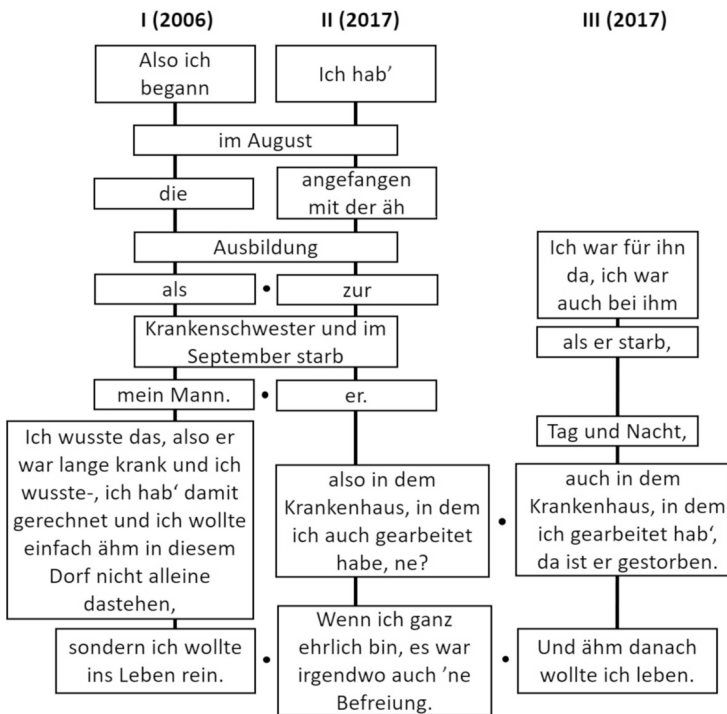 I (2006)
II (2017)
III (2017)
Also ich
begann
Ich hab’
im August
die
angefangen
mit der äh
Ausbildung
Ich war für ihn
da, ich war
auch bei ihm
als
•
zur
Krankenschwester und im
September starb
als er starb,
mein Mann.
•
er.
Ich wusste das, also er
war lange krank und ich
wusste-, ich hab‘ damit
gerechnet und ich wollte
einfach ähm in diesem
Dorf nicht alleine
dastehen,
Tag und Nacht,
also in dem
Krankenhaus, in dem
ich auch gearbeitet
habe, ne?
•
auch in dem
Krankenhaus, in dem
ich gearbeitet hab‘,
da ist er gestorben.
sondern ich wollte
ins Leben rein.
•
Wenn ich ganz
ehrlich bin, es war
irgendwo auch ’ne
Befreiung.
•
Und ähm danach
wollte ich leben.